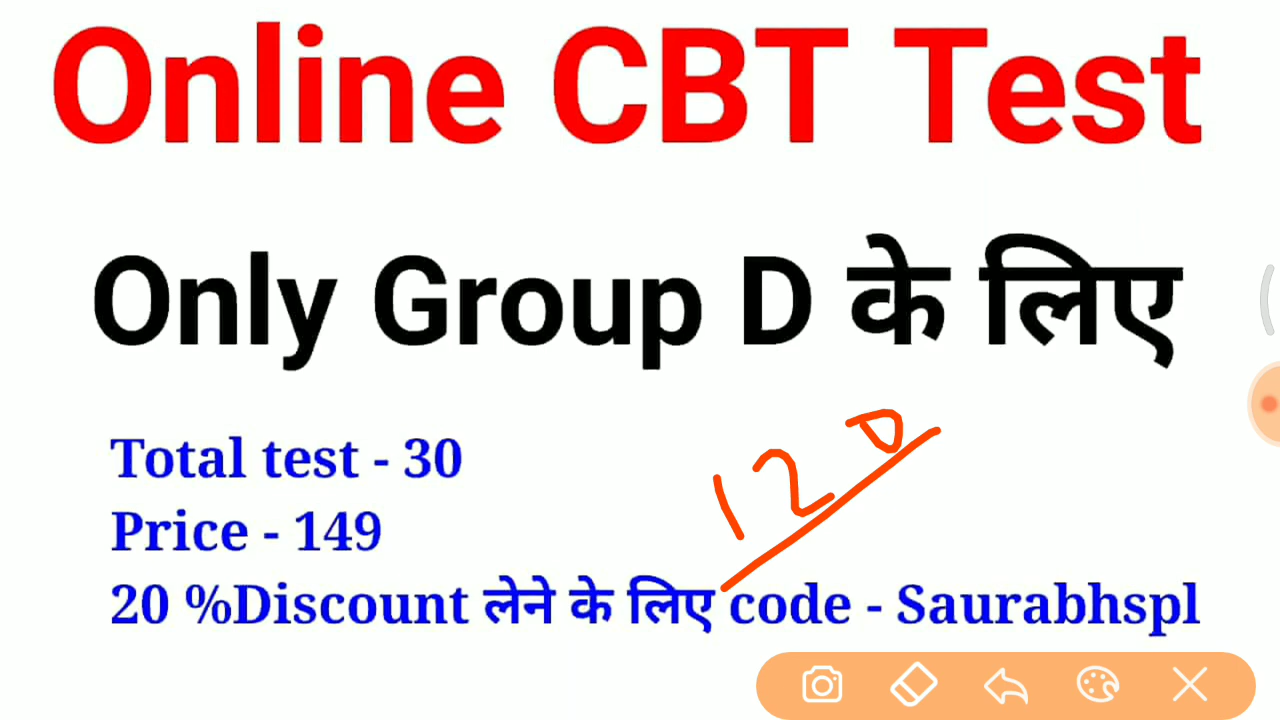 Online CBT Test
Only Group D के लिए
Total test - 30
Price - 149
120
20 %Discount लेने के लिए code - Saurabhspl